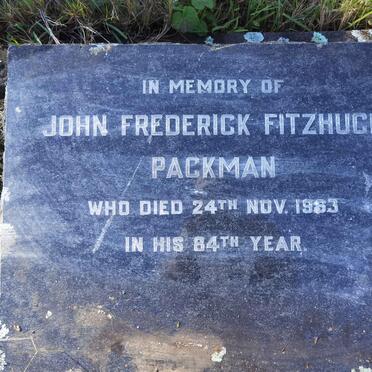 IN MEMORY OF
JOHN FREDERICK FITZHUGH
PACKMAN
WHO DIED 24TH NOV. 1963
IN HIS 84TH YEAR.